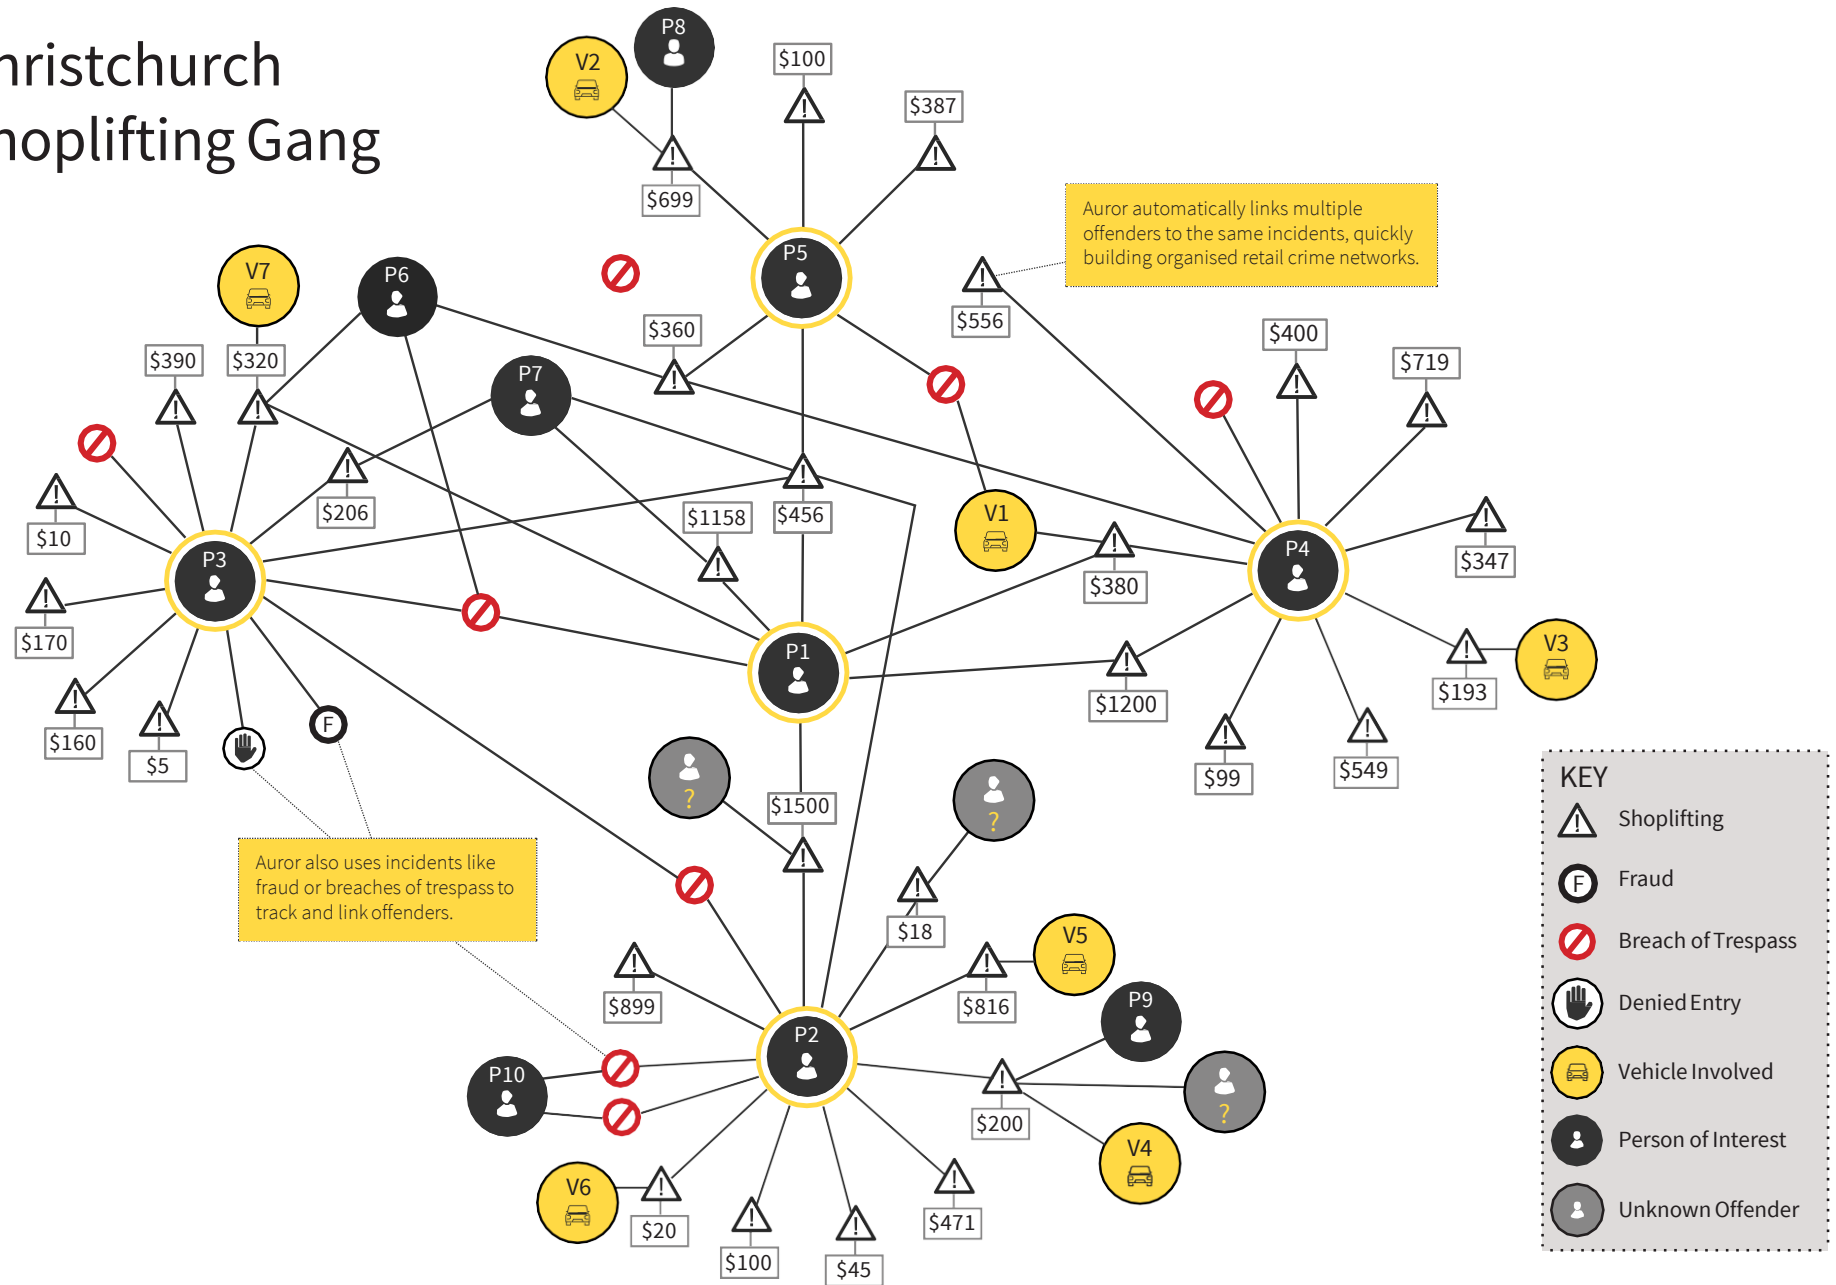 hristchurch
hoplifting Gang
P8
V2
$100
$387
$699
Auror automatically links multiple
offenders to the same incidents, quickly
building organised retail crime networks.
P5
V7
P6
$556
$360
$400
$719
$390
$320
P7
$206
$1158
$456
V1
$10
$347
P3
P4
$380
$170
P1
V3
$193
$1200
$160
$5
F
$99
$549
?
$1500
?
KEY
Shoplifting
F
Fraud
Breach of Trespass
Denied Entry
Vehicle Involved
Person of Interest
Unknown Offender
Auror also uses incidents like
fraud or breaches of trespass to
track and link offenders.
$18
V5
$899
$816
P9
P2
P10
?
$200
V4
V6
$20
$471
$100
$45